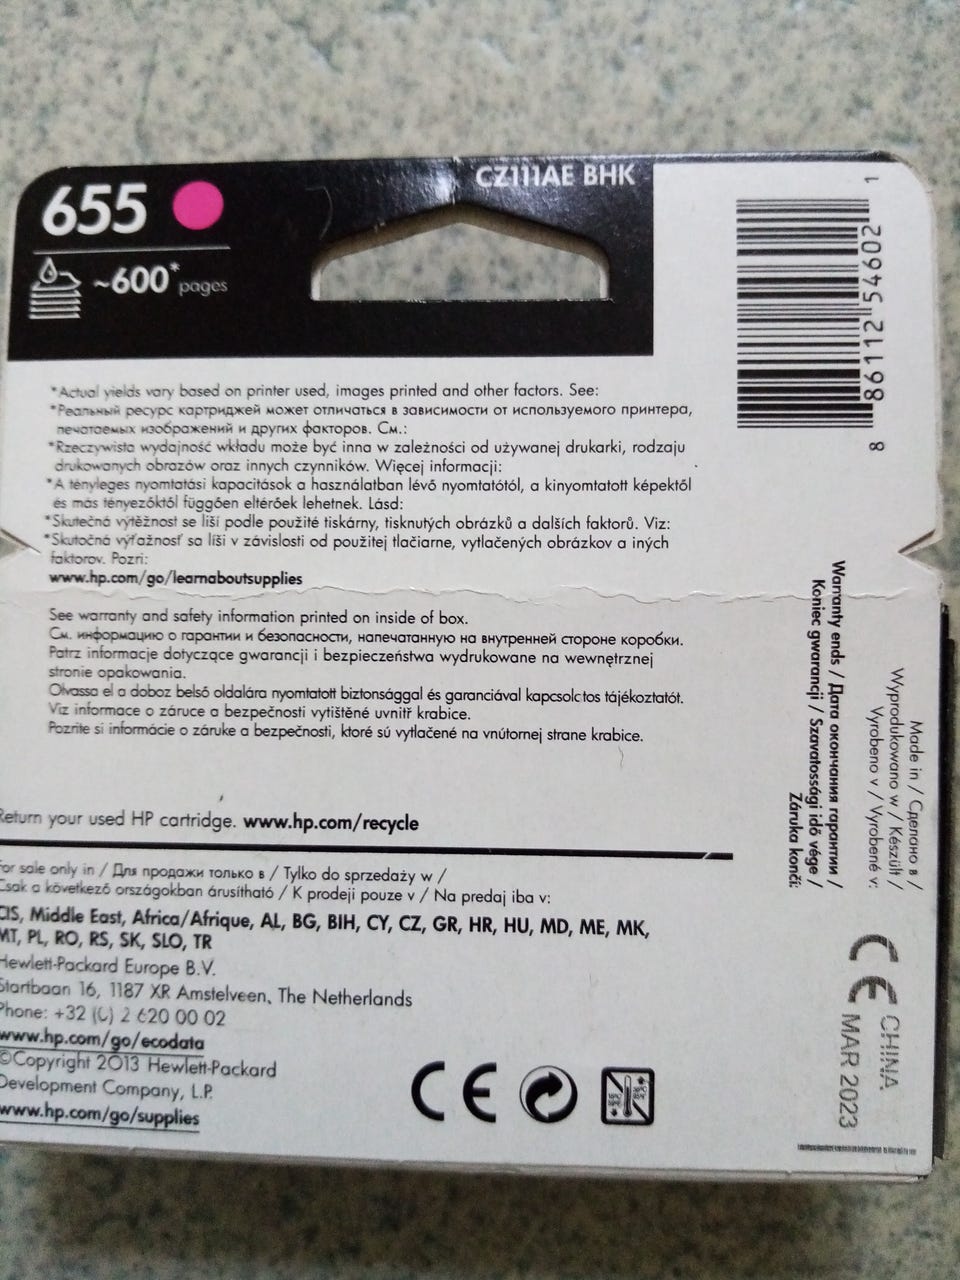 CZ111AE BHK
655
~600* pages
*Actual yields vary based on printer used, images printed and other factors. See:
*Реальный ресурс картриджей может отличаться в зависимости от используемого принтера,
печатаемых изображений и других факторов. См.:
*Rzeczywista wydajność wkładu może być inna w zależności od używanej drukarki, rodzaju
drukowanych obrazów oraz innych czynników. Więcej informacji:
*A tényleges nyomtatási kapacitások a használatban lévő nyomtatótól, a kinyomtatott képektől
és más tényezőktől függően eltérőek lehetnek. Lásd:
*Skutečná výtěžnost se liší podle použité tiskárny, tisknutých obrázků a dalších faktorů. Viz:
*Skutočná výťažnosť sa líši v závislosti od použitej tlačiarne, vytlačených obrázkov a iných
faktorov. Pozri:
www.hp.com/go/learnaboutsupplies
See warranty and safety information printed on inside of box.
См. информацию о гарантии и безопасности, напечатанную на внутренней стороне коробки.
Patrz informacje dotyczące gwarancji i bezpieczeństwa wydrukowane na wewnętrznej
stronie opakowania.
Olvassa el a doboz belső oldalára nyomtatott biztonsággal és garanciával kapcsolatos tájékoztatót.
Viz informace o záruce a bezpečnosti vytištěné uvnitř krabice.
Pozrite si informácie o záruke a bezpečnosti, ktoré sú vytlačené na vnútornej strane krabice.
Return your used HP cartridge. www.hp.com/recycle
For sale only in / Для продажи только в / Tylko do sprzedaży w /
Csak a következő országokban árusítható / K prodeji pouze v / Na predaj iba v:
CIS, Middle East, Africa/Afrique, AL, BG, BIH, CY, CZ, GR, HR, HU, MD, ME, MK,
MT, PL, RO, RS, SK, SLO, TR
Hewlett-Packard Europe B.V.
Startbaan 16, 1187 XR Amstelveen, The Netherlands
Phone: +32 (0) 2 620 00 02
www.hp.com/go/ecodata
©Copyright 2013 Hewlett-Packard
Development Company, L.P.
www.hp.com/go/supplies
CE
8 86112 54602 1
Warranty ends / Дата окончания гарантии /
Koniec gwarancji / Szavatossági idő vége /
Záruka končí:
Made in / Сделано в /
Wyprodukowano w / Készült /
Vyrobeno v / Vyrobené v:
CE
CHINA
MAR 2023